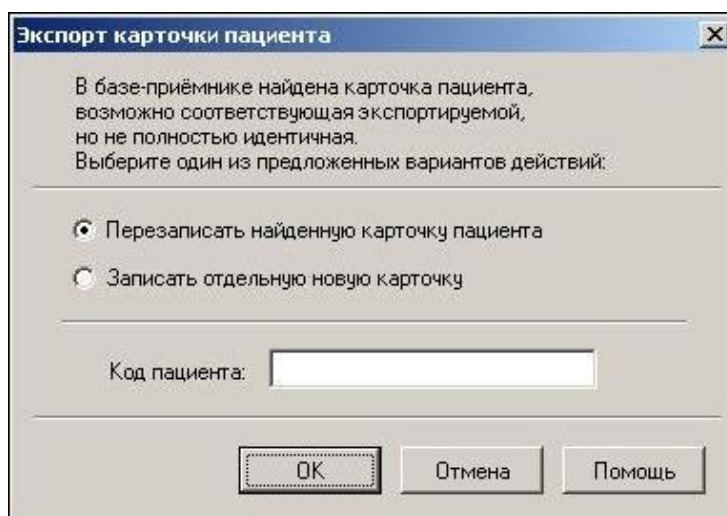 Экспорт карточки пациента
В базе-приёмнике найдена карточка пациента,
возможно соответствующая экспортируемой,
но не полностью идентичная.
Выберите один из предложенных вариантов действий:
Перезаписать найденную карточку пациента
Записать отдельную новую карточку
Код пациента:
OK
Отмена
Помощь